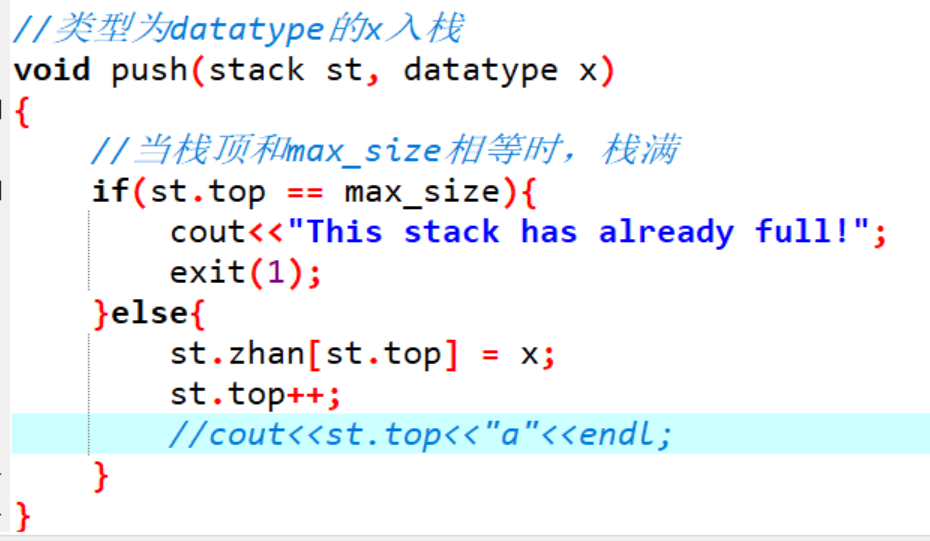 //类型为datatype的x入栈
void push(stack st, datatype x)
{
//当栈顶和max_size相等时，栈满
if(st.top == max_size){
cout<<"This stack has already full!";
exit(1);
}else{
st.zhan[st.top] = x;
st.top++;
//cout<<st.top<<"a"<<endl;
}
}